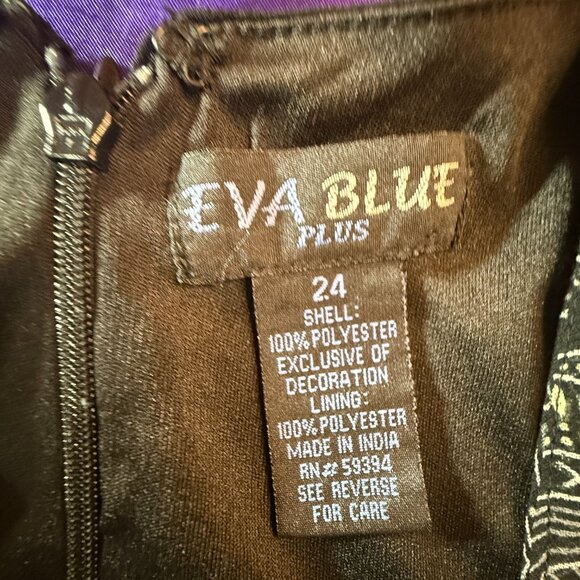 EVA BLUE
PLUS
24
SHELL:
100% POLYESTER
EXCLUSIVE OF
DECORATION
LINING:
100% POLYESTER
MADE IN INDIA
RN# 59394
SEE REVERSE
FOR CARE